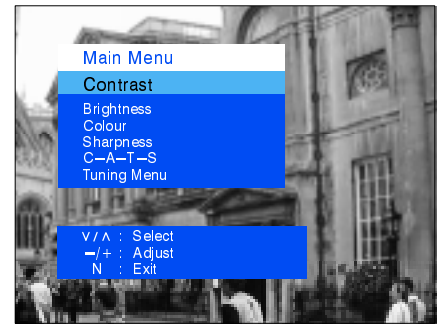 Main Menu
Contrast
Brightness
Colour
Sharpness
C–A–T–S
Tuning Menu
∨/∧ : Select
–/+ : Adjust
N : Exit